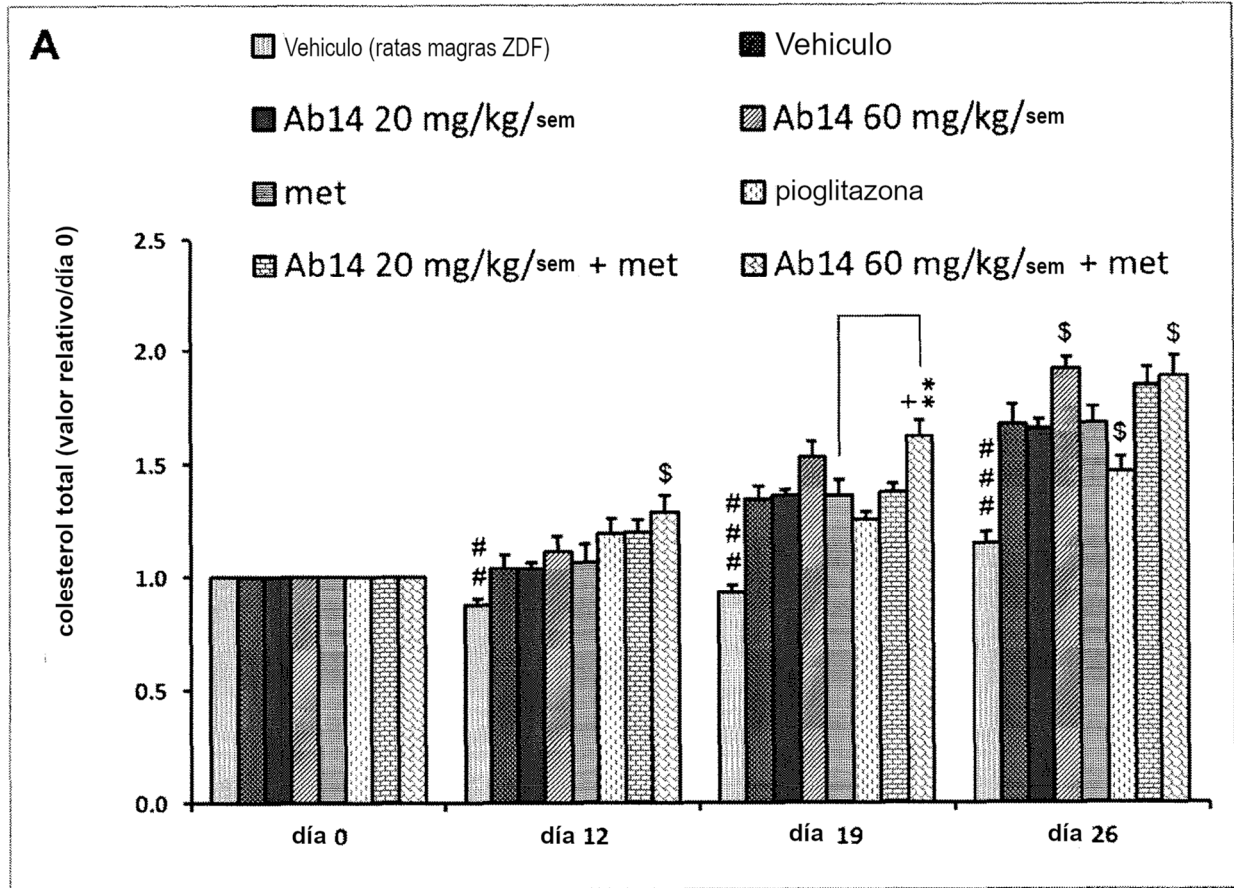 A
Vehiculo (ratas magras ZDF)
Vehiculo
Ab14 20 mg/kg/sem
Ab14 60 mg/kg/sem
met
pioglitazona
Ab14 20 mg/kg/sem + met
Ab14 60 mg/kg/sem + met
colesterol total (valor relativo/día 0)
2.5
2.0
1.5
1.0
0.5
0.0
##
$
###
+**
###
$
$
$
día 0
día 12
día 19
día 26